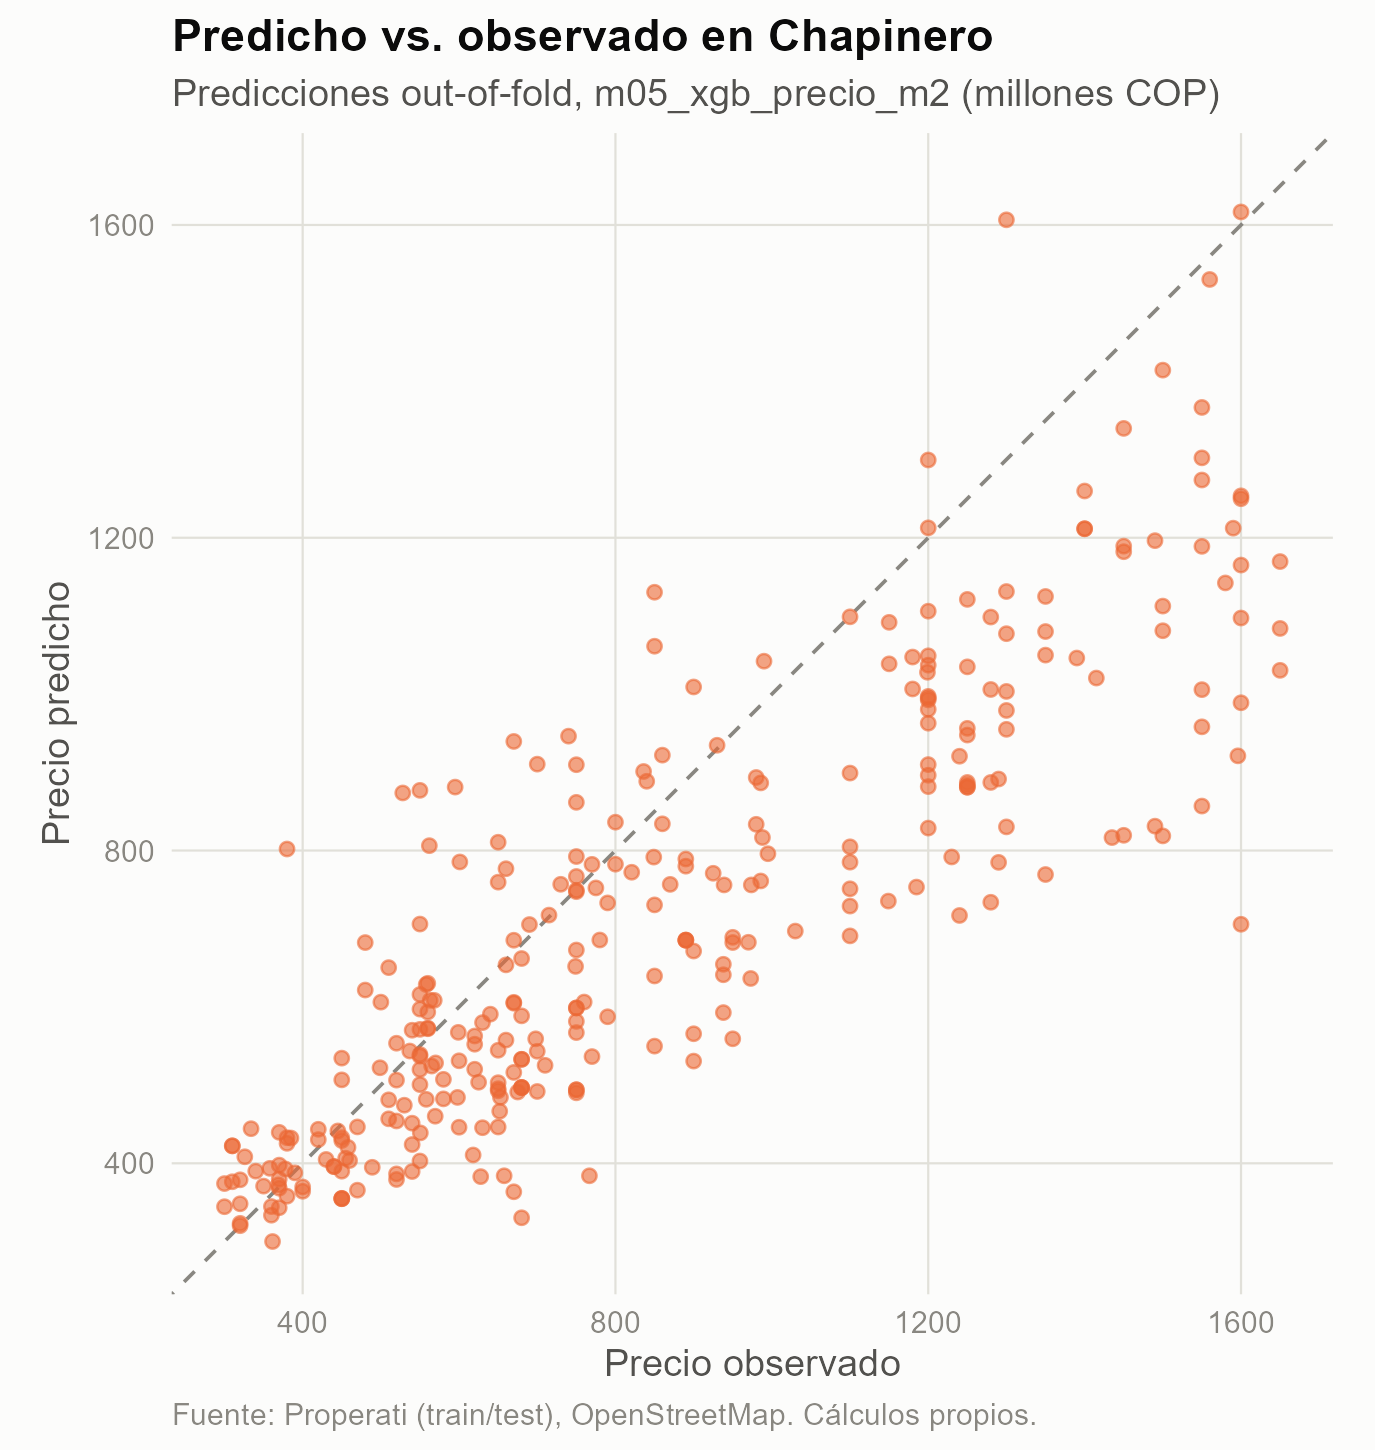 Predicho vs. observado en Chapinero
Predicciones out-of-fold, m05_xgb_precio_m2 (millones COP)
1600
1200
800
400
Precio predicho
400 800 1200 1600
Precio observado
Fuente: Properati (train/test), OpenStreetMap. Cálculos propios.